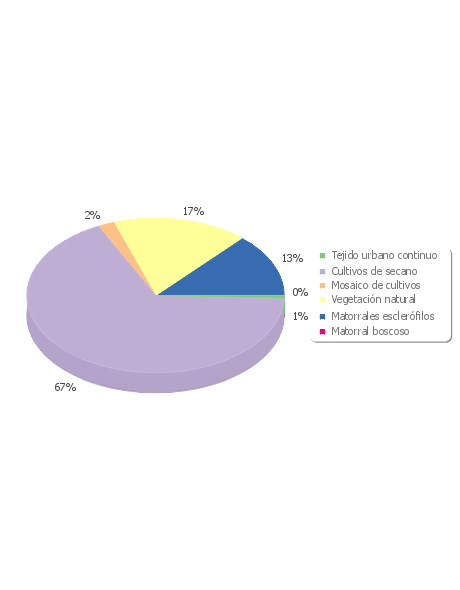 2%
17%
13%
0%
1%
67%
Tejido urbano continuo
Cultivos de secano
Mosaico de cultivos
Vegetación natural
Matorrales esclerófilos
Matorral boscoso